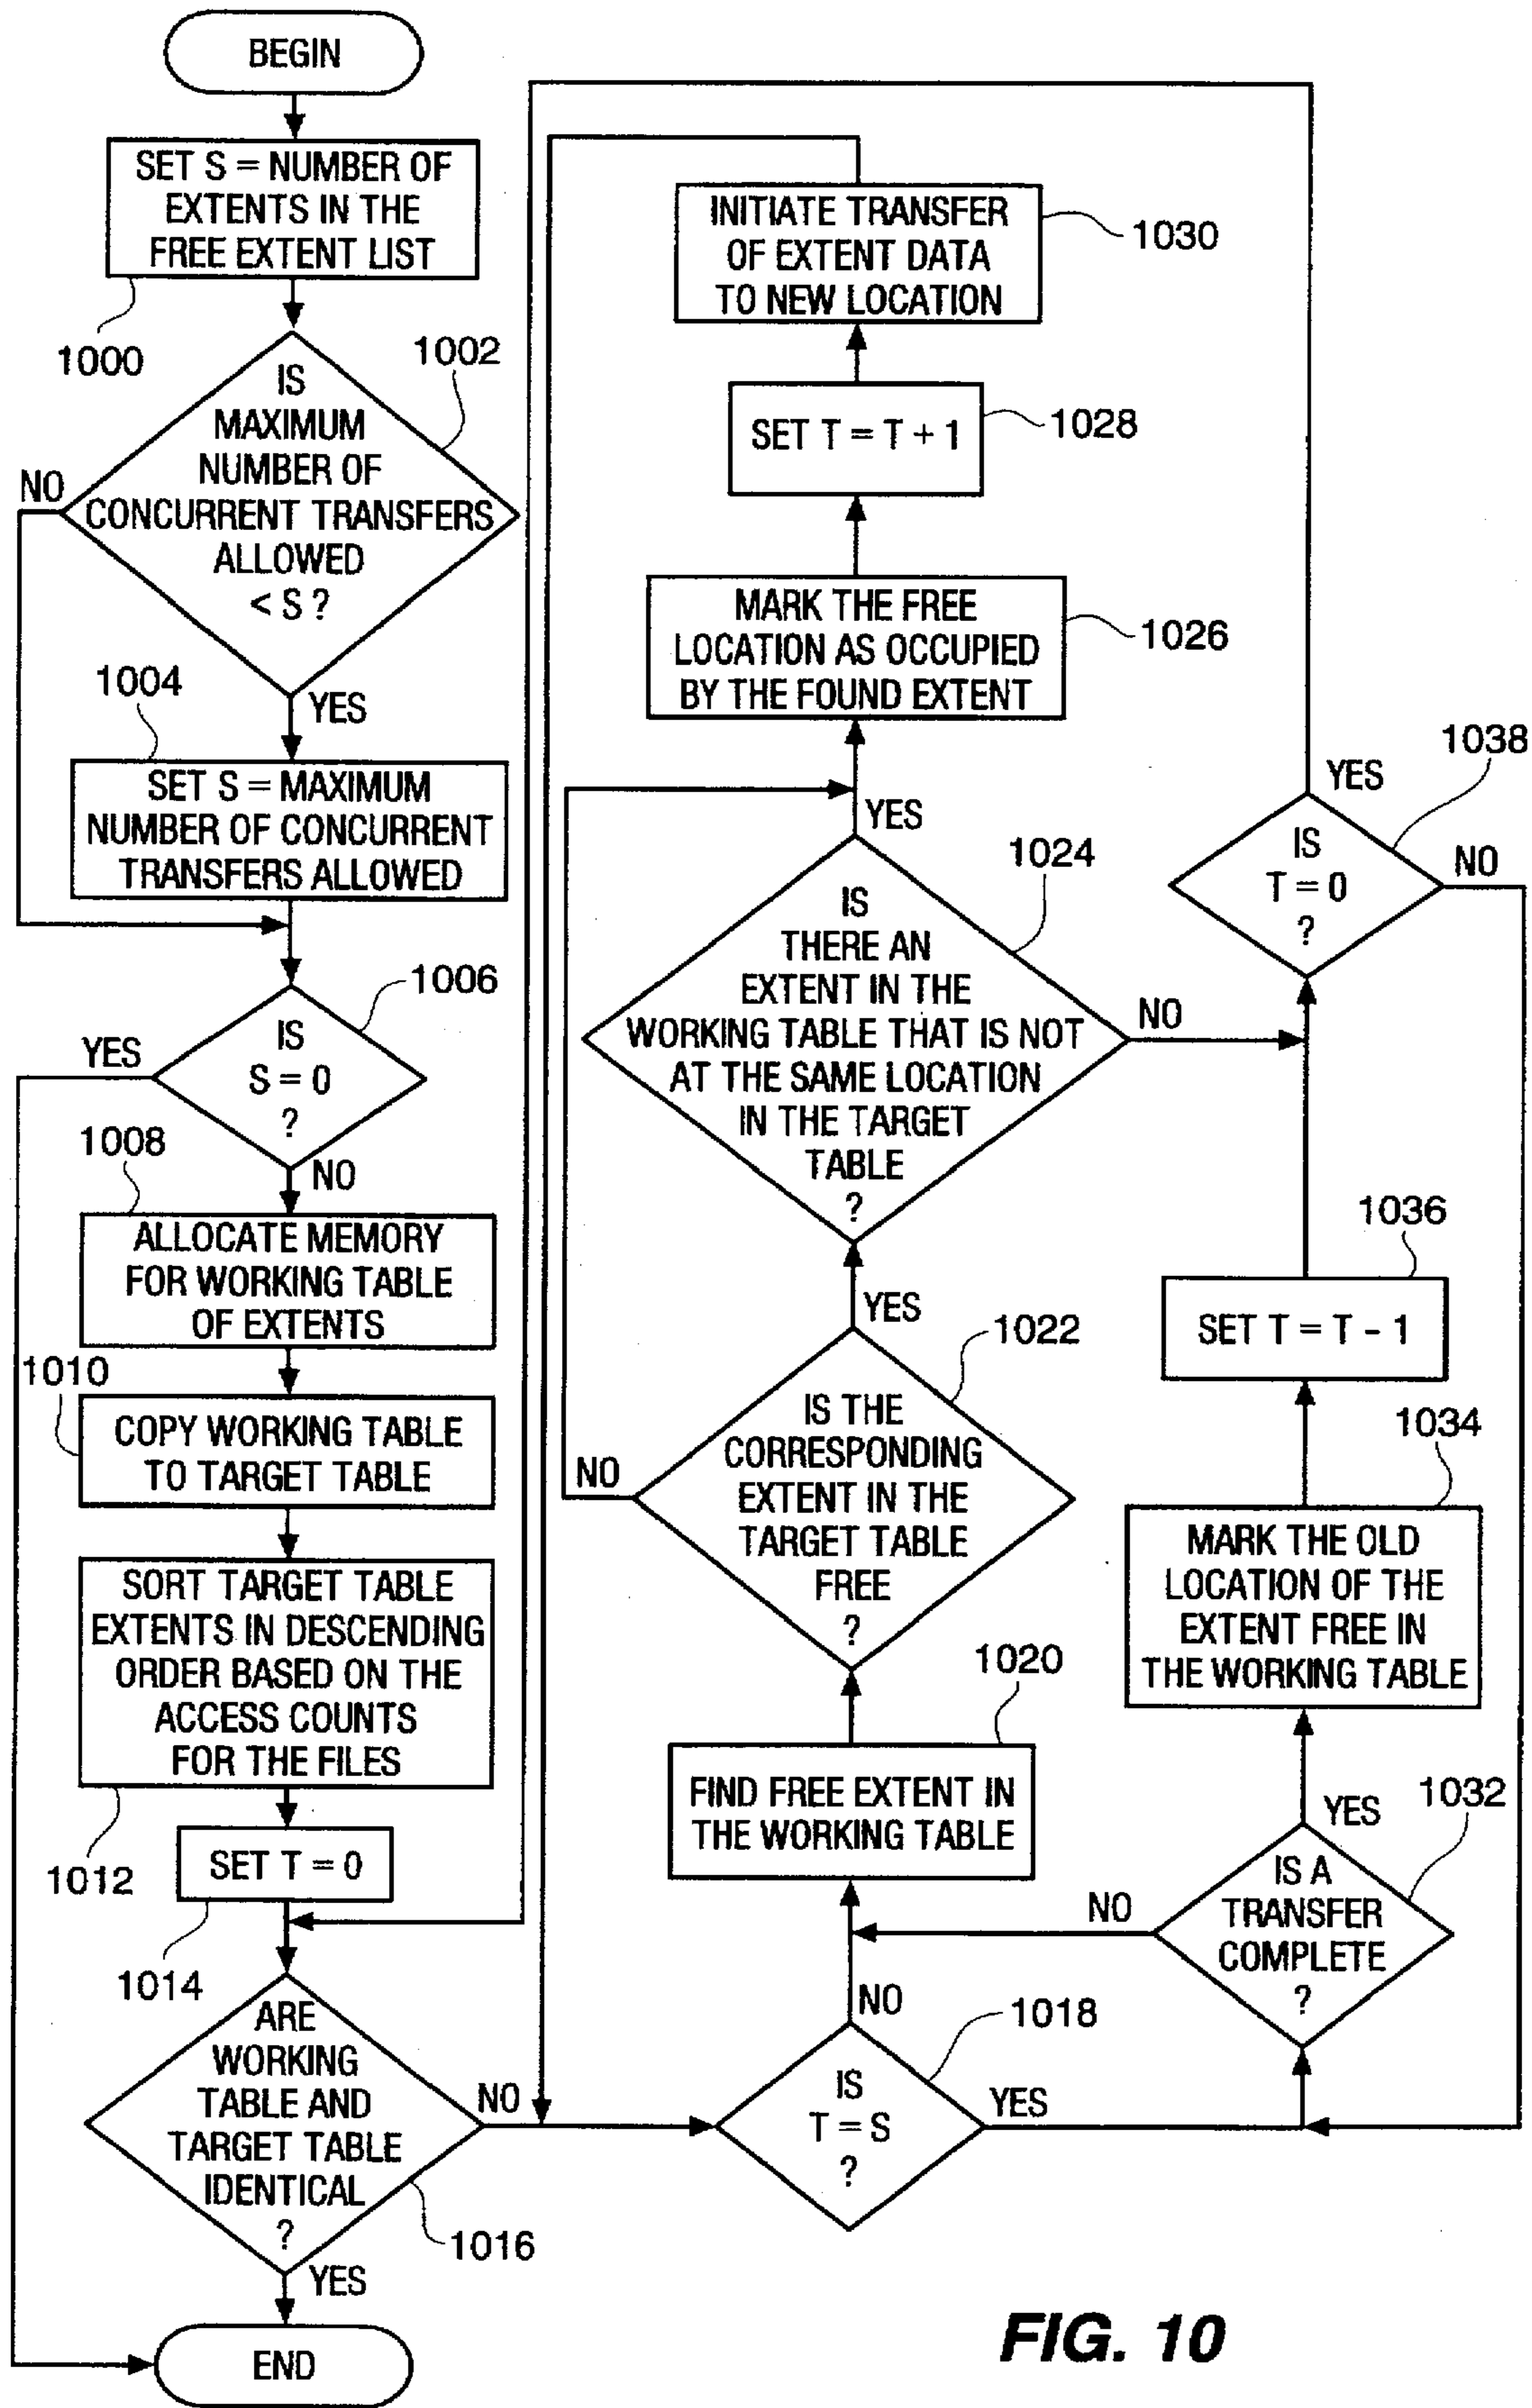 BEGIN
SET S = NUMBER OF
EXTENTS IN THE
FREE EXTENT LIST
1000
IS
MAXIMUM
NUMBER OF
CONCURRENT TRANSFERS
ALLOWED
< S ?
1002
NO
YES
1004
SET S = MAXIMUM
NUMBER OF CONCURRENT
TRANSFERS ALLOWED
1006
IS
S = 0
?
YES
NO
1008
ALLOCATE MEMORY
FOR WORKING TABLE
OF EXTENTS
1010
COPY WORKING TABLE
TO TARGET TABLE
SORT TARGET TABLE
EXTENTS IN DESCENDING
ORDER BASED ON THE
ACCESS COUNTS
FOR THE FILES
1012
SET T = 0
1014
ARE
WORKING
TABLE AND
TARGET TABLE
IDENTICAL
?
NO
1016
YES
END
INITIATE TRANSFER
OF EXTENT DATA
TO NEW LOCATION
1030
SET T = T + 1
1028
MARK THE FREE
LOCATION AS OCCUPIED
BY THE FOUND EXTENT
1026
YES
1024
IS
THERE AN
EXTENT IN THE
WORKING TABLE THAT IS NOT
AT THE SAME LOCATION
IN THE TARGET
TABLE
?
NO
YES
1022
IS THE
CORRESPONDING
EXTENT IN THE
TARGET TABLE
FREE
?
NO
1020
FIND FREE EXTENT IN
THE WORKING TABLE
NO
1018
IS
T = S
?
YES
1038
YES
IS
T = 0
?
NO
1036
SET T = T - 1
1034
MARK THE OLD
LOCATION OF THE
EXTENT FREE IN
THE WORKING TABLE
YES
1032
IS A
TRANSFER
COMPLETE
?
NO
FIG. 10